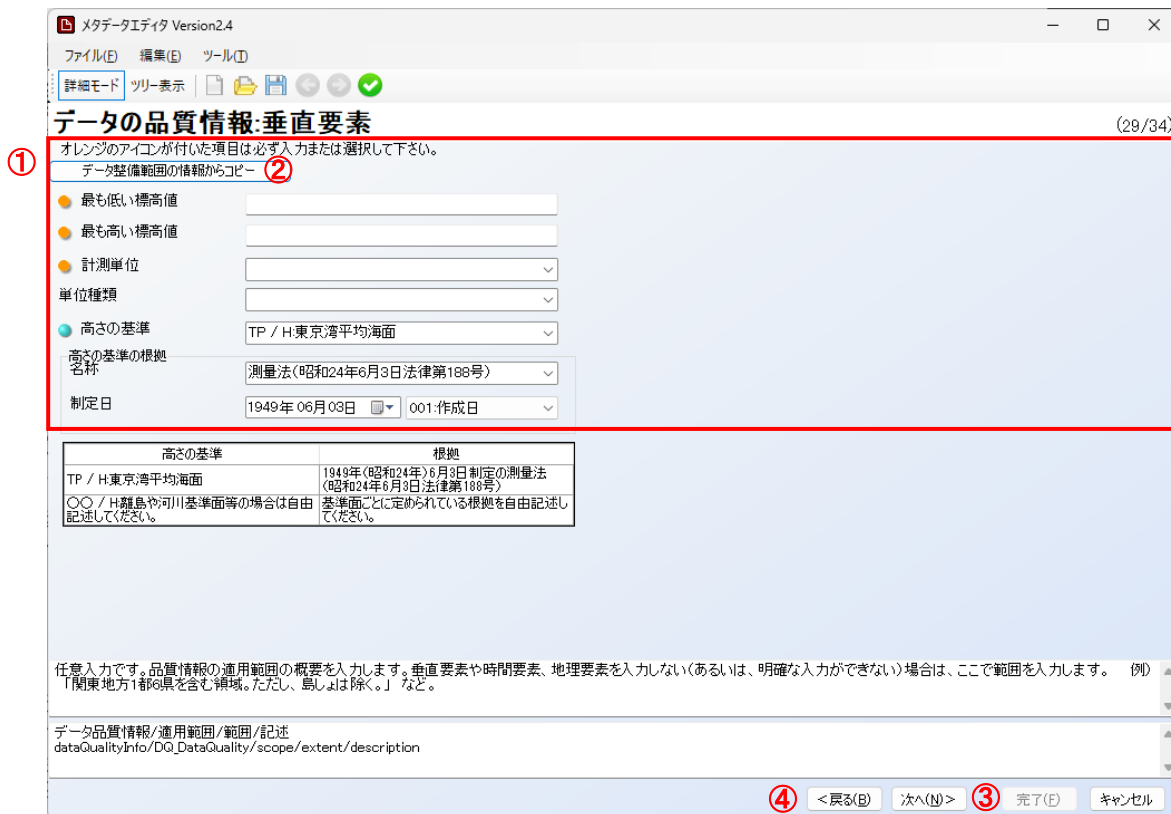 メタデータエディタ Version2.4
ファイル(F) 編集(E) ツール(T)
詳細モード ツリー表示
データの品質情報:垂直要素
(29/34)
①
オレンジのアイコンが付いた項目は必ず入力または選択して下さい。
データ整備範囲の情報からコピー ②
最も低い標高値
最も高い標高値
計測単位
単位種類
高さの基準 TP / H:東京湾平均海面
高さの基準の根拠
名称 測量法(昭和24年6月3日法律第188号)
制定日 1949年 06月 03日 001:作成日
高さの基準 根拠
TP / H:東京湾平均海面 1949年(昭和24年)6月3日制定の測量法
(昭和24年6月3日法律第188号)
〇〇 / H:離島や河川基準面等の場合は自由 基準面ごとに定められている根拠を自由記述し
記述してください。 てください。
任意入力です。品質情報の適用範囲の概要を入力します。垂直要素や時間要素、地理要素を入力しない(あるいは、明確な入力ができない)場合は、ここで範囲を入力します。 例)
「関東地方1都6県を含む領域。ただし、島しょは除く。」 など。
データ品質情報/適用範囲/範囲/記述
dataQualityInfo/DQ_DataQuality/scope/extent/description
④ <戻る(B) 次へ(N)> ③ 完了(F) キャンセル